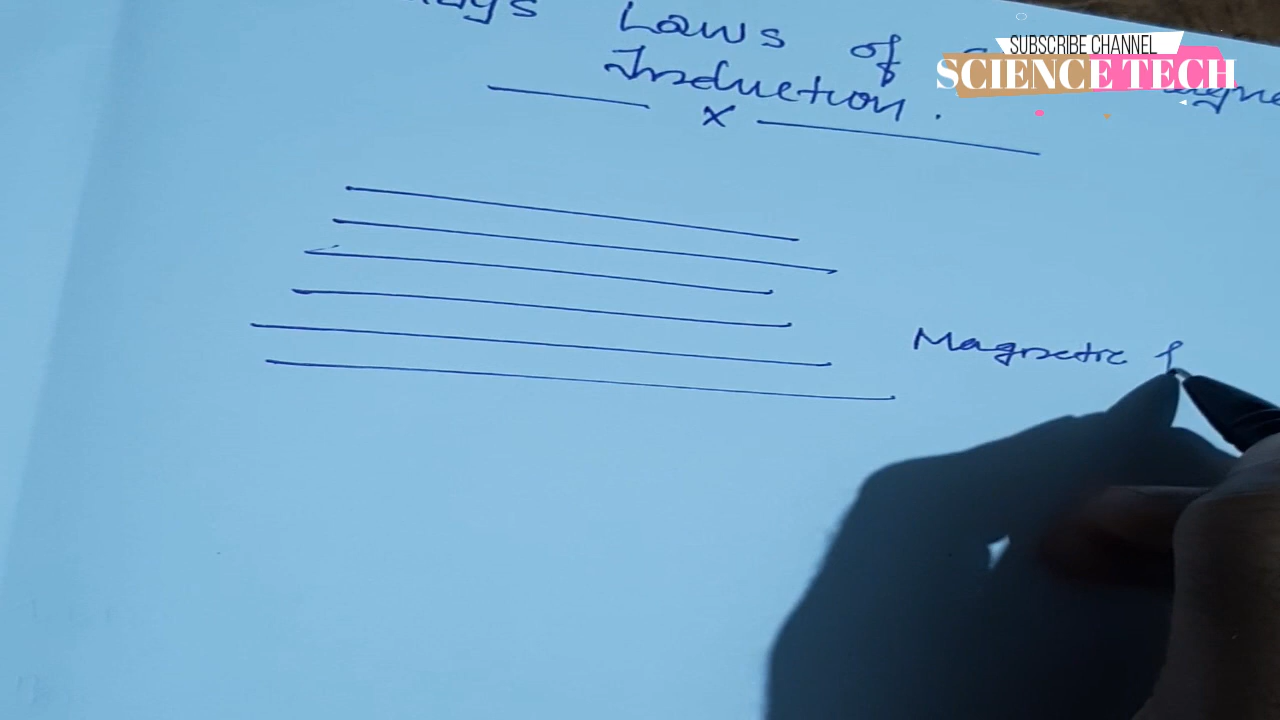 Laws of
Induction.
x
SUBSCRIBE CHANNEL
SCIENCE TECH
Magnetic f